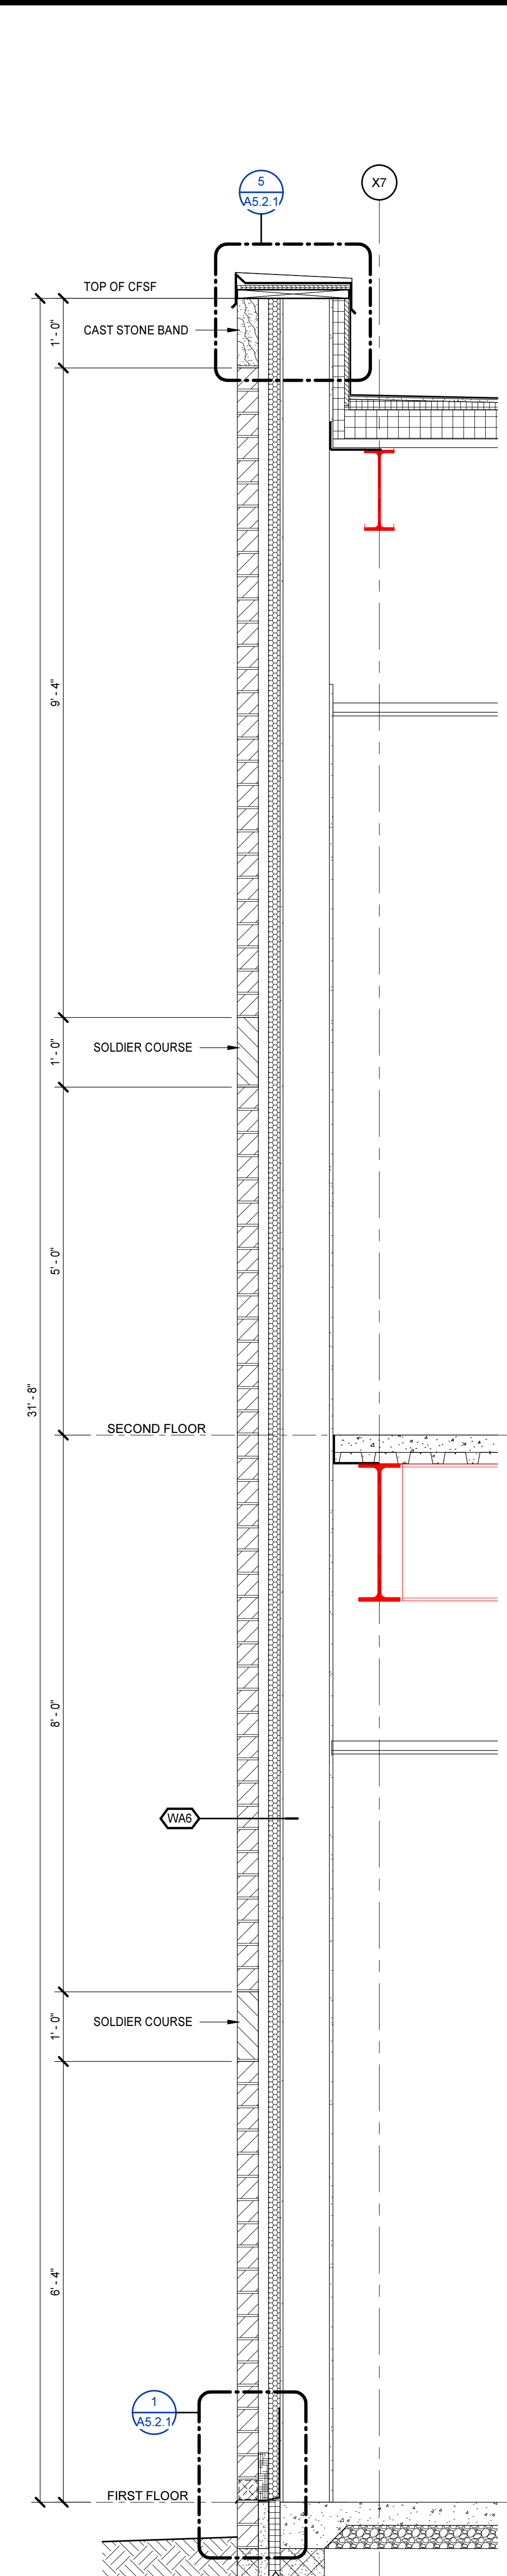 5
A5.2.1
X7
TOP OF CFSF
1' - 0"
CAST STONE BAND
9' - 4"
1' - 0"
SOLDIER COURSE
5' - 0"
31' - 8"
SECOND FLOOR
8' - 0"
WA6
1' - 0"
SOLDIER COURSE
6' - 4"
1
A5.2.1
FIRST FLOOR